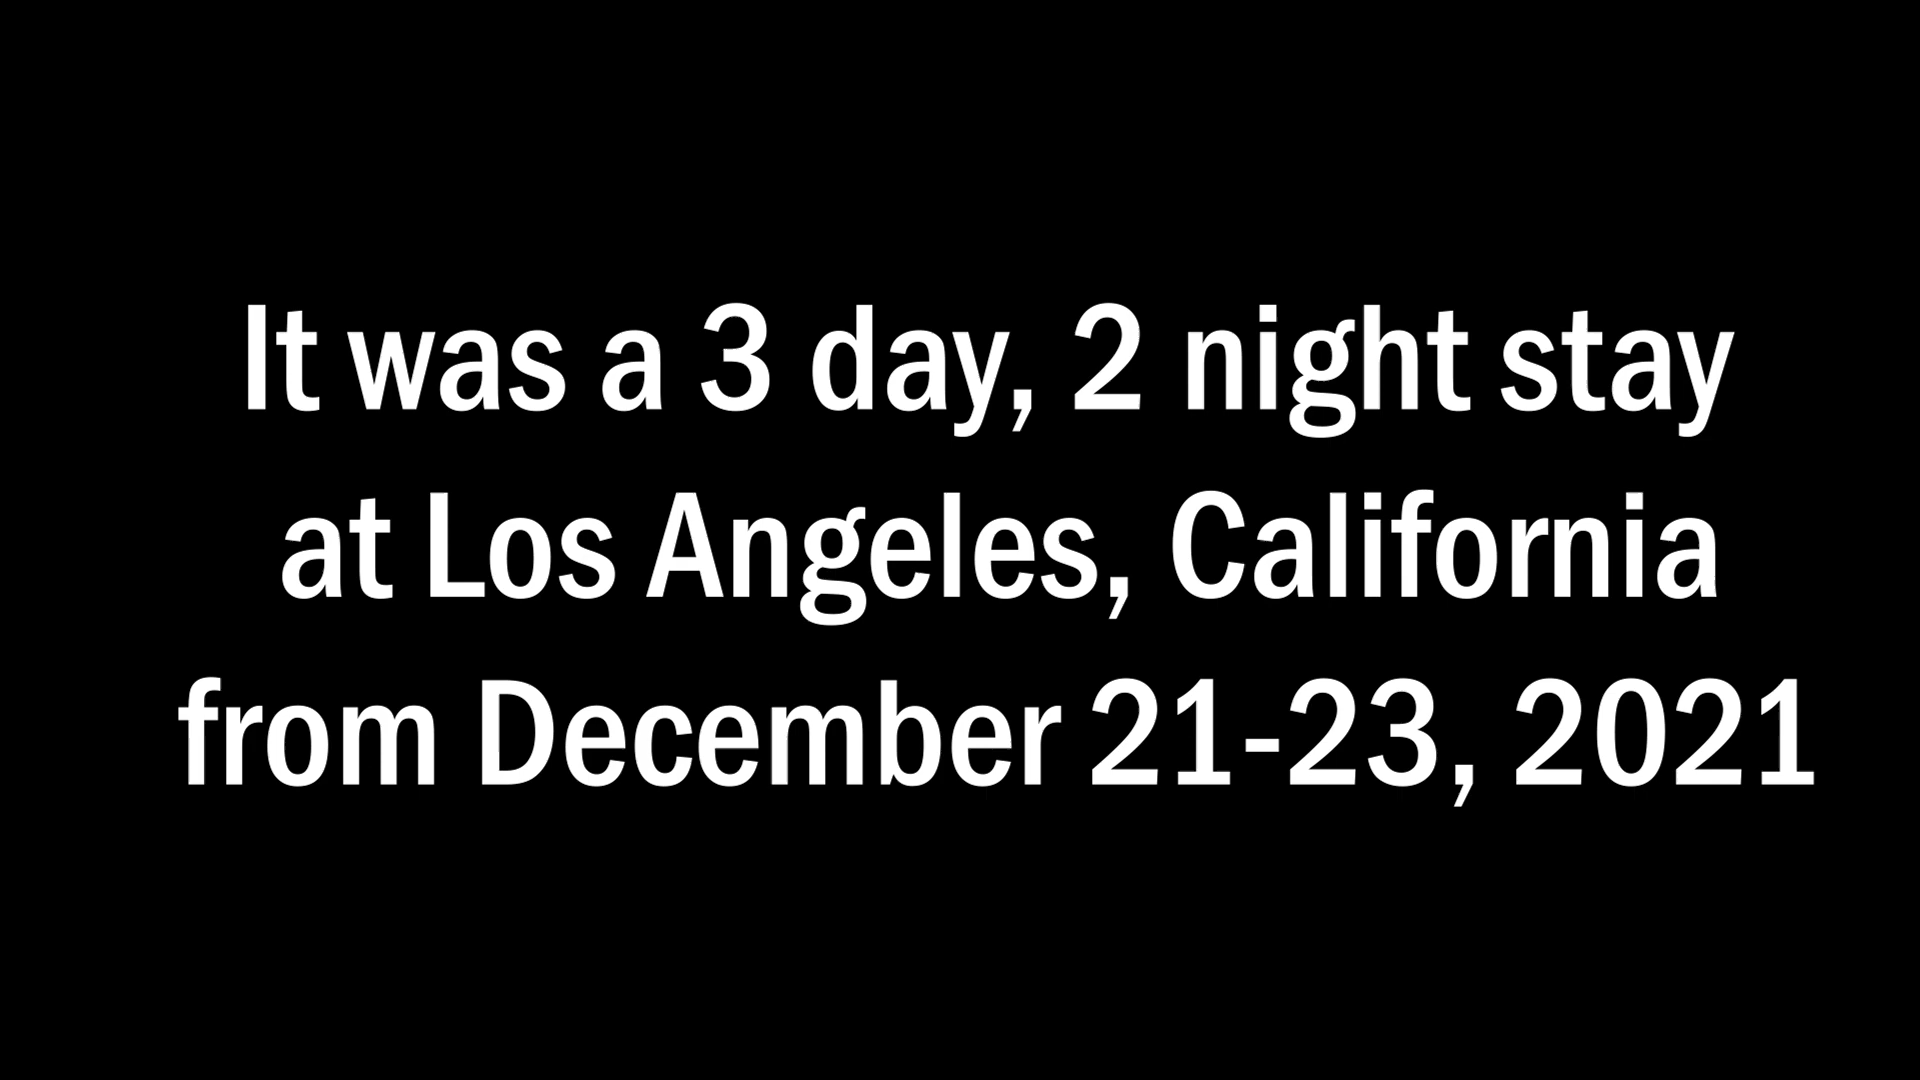 It was a 3 day, 2 night stay
at Los Angeles, California
from December 21-23, 2021